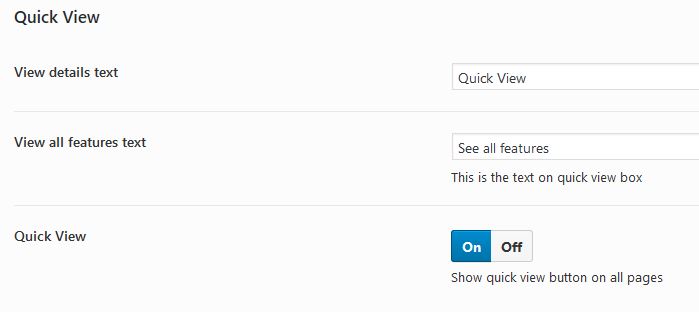 Quick View
View details text
Quick View
View all features text
See all features
This is the text on quick view box
Quick View
On Off
Show quick view button on all pages